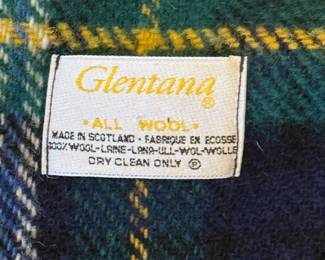 Glentana ®
• ALL WOOL •
MADE IN SCOTLAND - FABRIQUE EN ECOSSE
100% WOOL-LAINE-LANA-ULL-WOL-WOLLE
DRY CLEAN ONLY Ⓟ